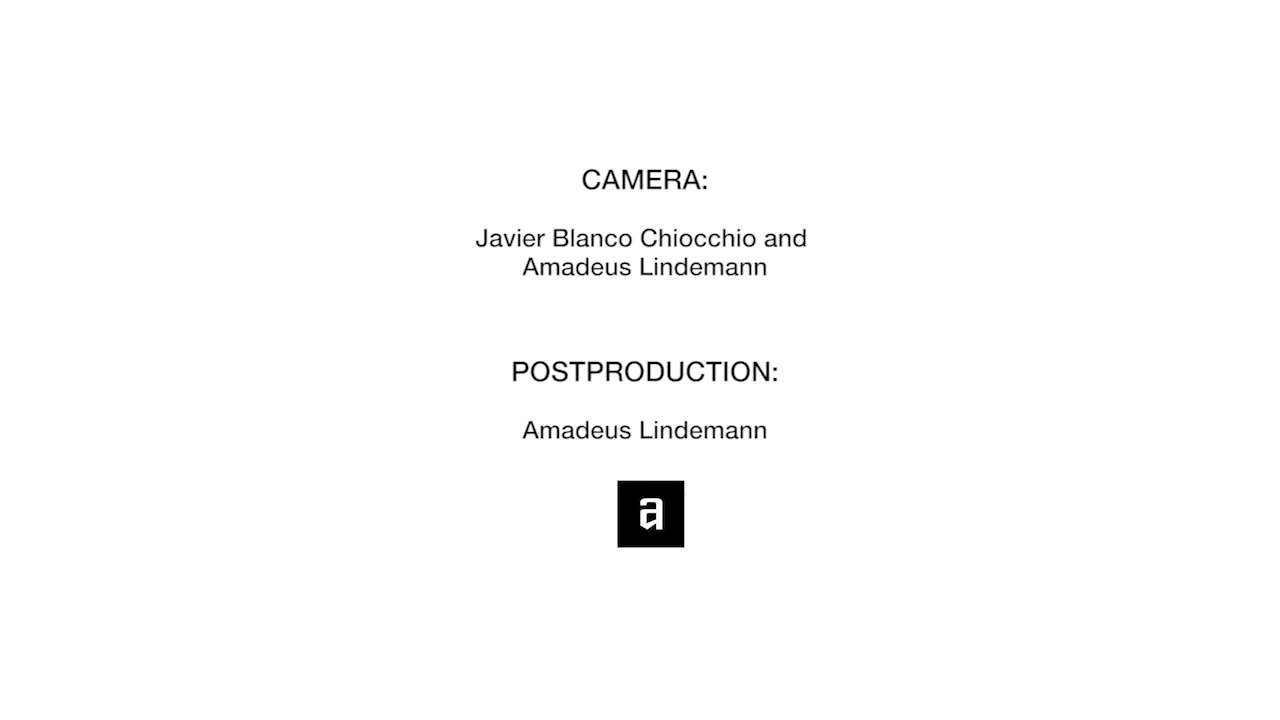 CAMERA:
Javier Blanco Chiocchio and
Amadeus Lindemann
POSTPRODUCTION:
Amadeus Lindemann
a